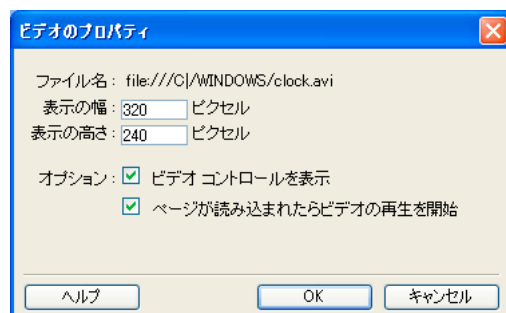 ビデオのプロパティ
ファイル名： file:///C|/WINDOWS/clock.avi
表示の幅： 320 ピクセル
表示の高さ： 240 ピクセル
オプション： ビデオ コントロールを表示
ページが読み込まれたらビデオの再生を開始
ヘルプ OK キャンセル